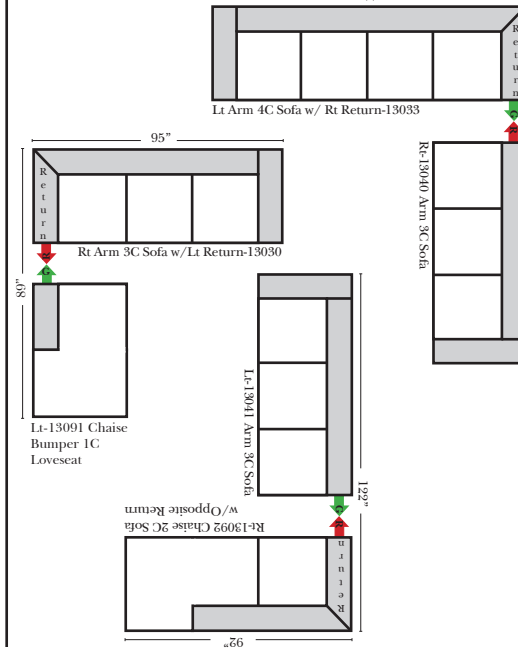 Return
Lt Arm 4C Sofa w/ Rt Return-13033
G
R
Rt-13040 Arm 3C Sofa
95”
Return
Rt Arm 3C Sofa w/Lt Return-13030
R
G
89”
Lt-13091 Chaise
Bumper 1C
Loveseat
Lt-13041 Arm 3C Sofa
122”
G
R
Rt-13092 Chaise 2C Sofa
w/Opposite Return
Return
92”